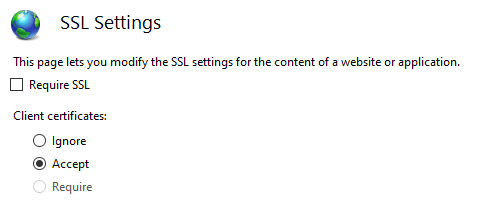 SSL Settings
This page lets you modify the SSL settings for the content of a website or application.
Require SSL
Client certificates:
Ignore
Accept
Require